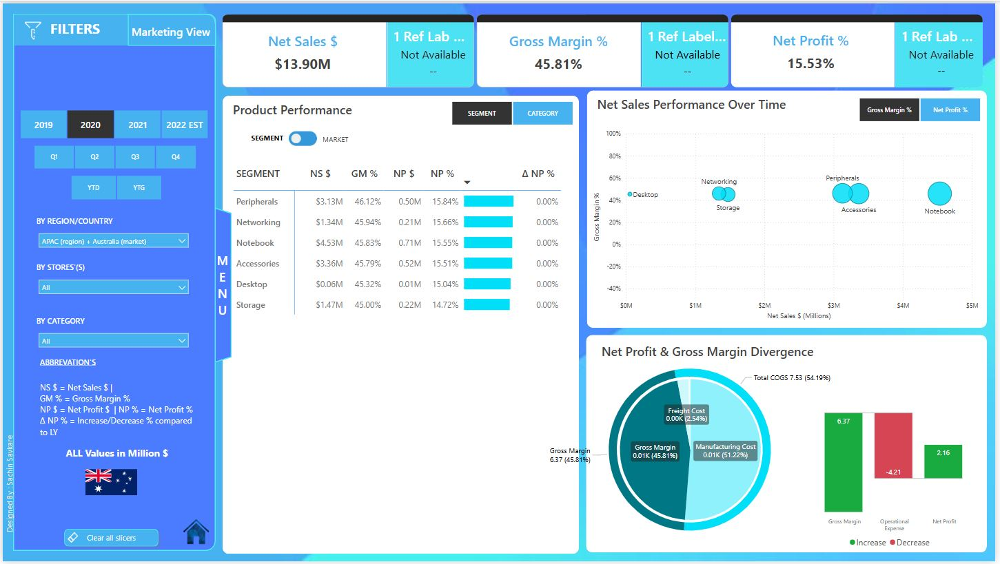 FILTERS
Marketing View
2019 2020 2021 2022 EST
Q1 Q2 Q3 Q4
YTD YTG
BY REGION/COUNTRY
APAC (region) + Australia (market)
BY STORES'(S)
All
BY CATEGORY
All
ABBREVATION'S
NS $ = Net Sales $ |
GM % = Gross Margin %
NP $ = Net Profit $ | NP % = Net Profit %
Δ NP % = Increase/Decrease % compared
to LY
ALL Values in Million $
Clear all slicers
Designed By : Sachin Savkare
MENU
Net Sales $
$13.90M
1 Ref Lab ...
Not Available
--
Gross Margin %
45.81%
1 Ref Label...
Not Available
--
Net Profit %
15.53%
1 Ref Lab ...
Not Available
--
Product Performance
SEGMENT CATEGORY
SEGMENT MARKET
SEGMENT NS $ GM % NP $ NP % Δ NP %
Peripherals $3.13M 46.12% 0.50M 15.84% 0.00%
Networking $1.34M 45.94% 0.21M 15.66% 0.00%
Notebook $4.53M 45.83% 0.71M 15.55% 0.00%
Accessories $3.36M 45.79% 0.52M 15.51% 0.00%
Desktop $0.06M 45.32% 0.01M 15.04% 0.00%
Storage $1.47M 45.00% 0.22M 14.72% 0.00%
Net Sales Performance Over Time
Gross Margin % Net Profit %
Gross Margin %
100%
80%
60%
40%
20%
0%
-20%
-40%
Desktop
Networking
Storage
Peripherals
Accessories
Notebook
$0M $1M $2M $3M $4M $5M
Net Sales $ (Millions)
Net Profit & Gross Margin Divergence
Total COGS 7.53 (54.19%)
Freight Cost
0.00K (2.54%)
Gross Margin
0.01K (45.81%)
Manufacturing Cost
0.01K (51.22%)
Gross Margin
6.37 (45.81%)
6.37
-4.21
2.16
Gross Margin
Operational
Expense
Net Profit
Increase Decrease